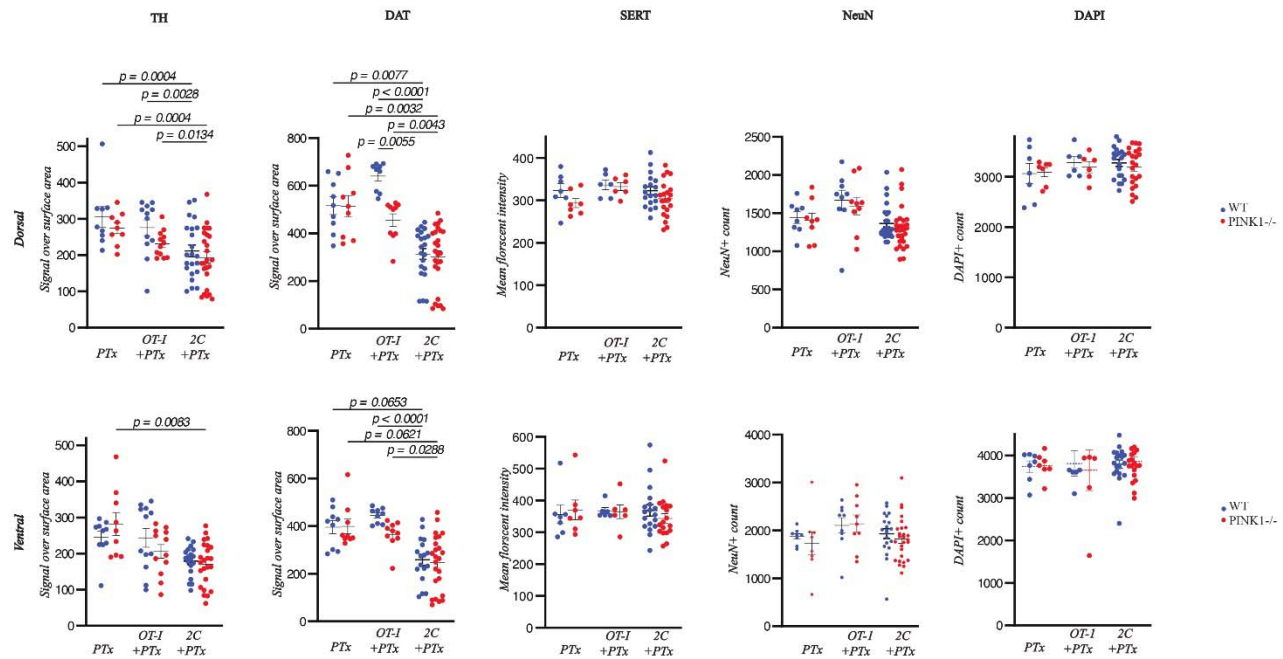 TH
DAT
SERT
NeuN
DAPI
Dorsal
Signal over surface area
500
400
300
200
100
0
p = 0.0004
p = 0.0028
p = 0.0004
p = 0.0134
PTx
OT-I
+PTx
2C
+PTx
Signal over surface area
800
600
400
200
0
p = 0.0077
p < 0.0001
p = 0.0032
p = 0.0043
p = 0.0055
PTx
OT-I
+PTx
2C
+PTx
Mean florscent intensity
400
300
200
100
0
PTx
OT-I
+PTx
2C
+PTx
NeuN+ count
2500
2000
1500
1000
500
0
PTx
OT-I
+PTx
2C
+PTx
DAPI+ count
3000
2000
1000
0
PTx
OT-I
+PTx
2C
+PTx
WT
PINK1-/-
Ventral
Signal over surface area
500
400
300
200
100
0
p = 0.0083
PTx
OT-I
+PTx
2C
+PTx
Signal over surface area
800
600
400
200
0
p = 0.0653
p < 0.0001
p = 0.0621
p = 0.0288
PTx
OT-I
+PTx
2C
+PTx
Mean florscent intensity
600
500
400
300
200
100
0
PTx
OT-I
+PTx
2C
+PTx
NeuN+ count
4000
3000
2000
1000
0
PTx
OT-I
+PTx
2C
+PTx
DAPI+ count
4000
3000
2000
1000
0
PTx
OT-I
+PTx
2C
+PTx
WT
PINK1-/-